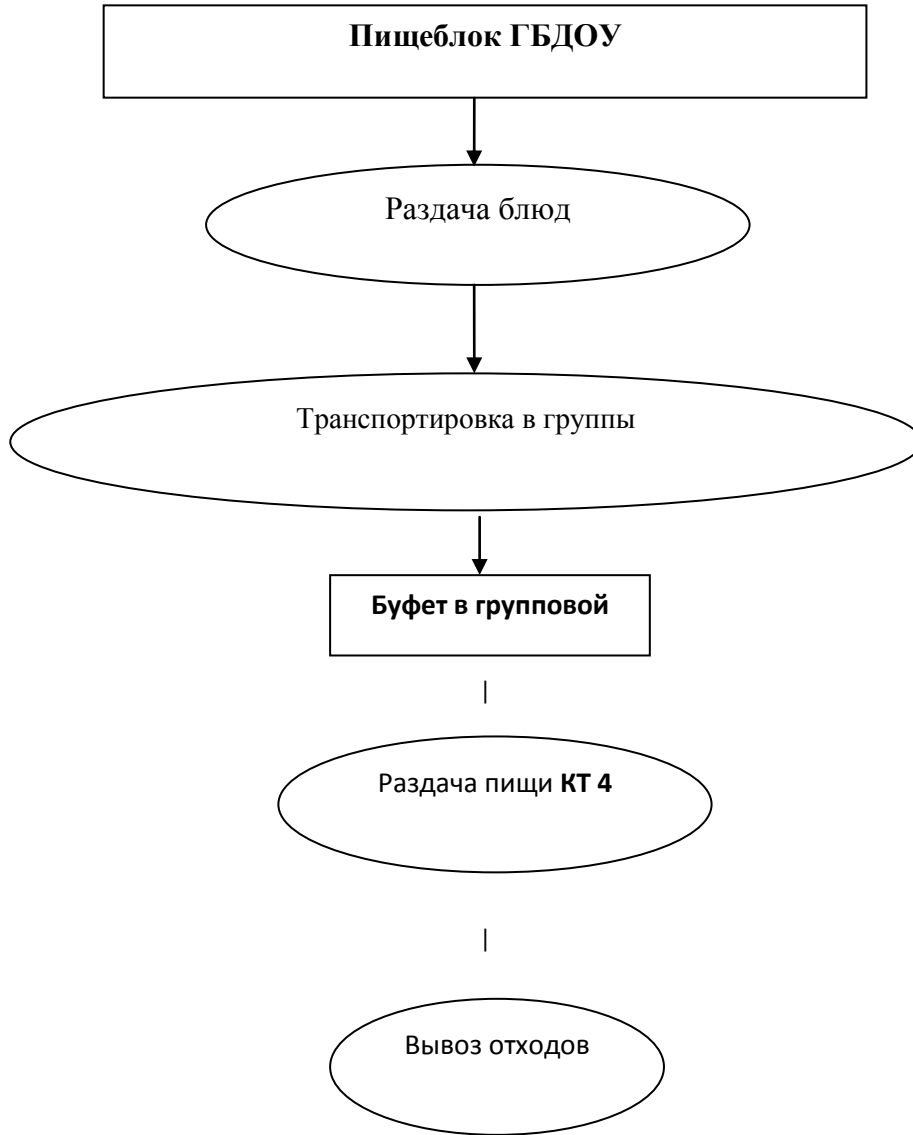 Пищеблок ГБДОУ
Раздача блюд
Транспортировка в группы
Буфет в групповой
Раздача пищи КТ 4
Вывоз отходов